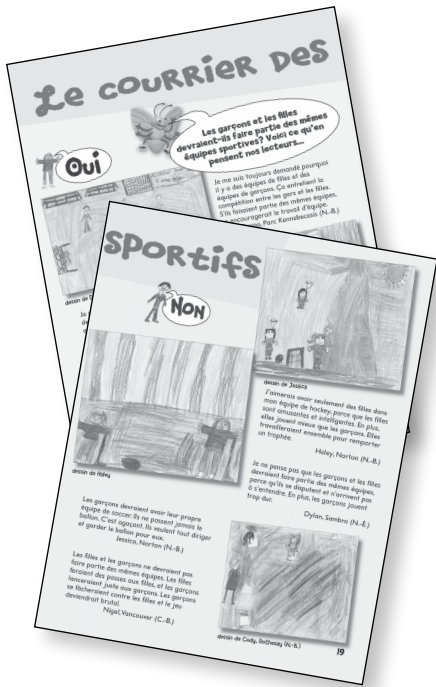 Le courrier des
Les garçons et les filles
devraient-ils faire partie des mêmes
équipes sportives? Voici ce qu'en
pensent nos lecteurs...
Oui
Je me suis toujours demandé pourquoi
il y a des équipes de filles et des
équipes de garçons. Ça entretient la
compétition entre les gars et les filles.
S'ils faisaient partie des mêmes équipes,
encouragerait le travail d'équipe.
Parc Kennebecasis (N.-B.)
dessin de
sportifs
Non
dessin de Jessica
J'aimerais avoir seulement des filles dans
mon équipe de hockey, parce que les filles
sont amusantes et intelligentes. En plus,
elles jouent mieux que les garçons. Elles
travailleraient ensemble pour remporter
un trophée.
Haley, Norton (N.-B.)
dessin de Haley
Je ne pense pas que les garçons et les filles
devraient faire partie des mêmes équipes,
parce qu'ils se disputent et n'arrivent pas
à s'entendre. En plus, les garçons jouent
trop dur.
Dylan, Sambro (N.-É.)
Les garçons devraient avoir leur propre
équipe de soccer. Ils ne passent jamais le
ballon. C'est agaçant. Ils veulent tout diriger
et garder le ballon pour eux.
Jessica, Norton (N.-B.)
Les filles et les garçons ne devraient pas
faire partie des mêmes équipes. Les filles
feraient des passes aux filles, et les garçons
lanceraient juste aux garçons. Les garçons
se fâcheraient contre les filles et le jeu
deviendrait brutal.
Nigel, Vancouver (C.-B.)
dessin de Cody, Rothesay (N.-B.)
19